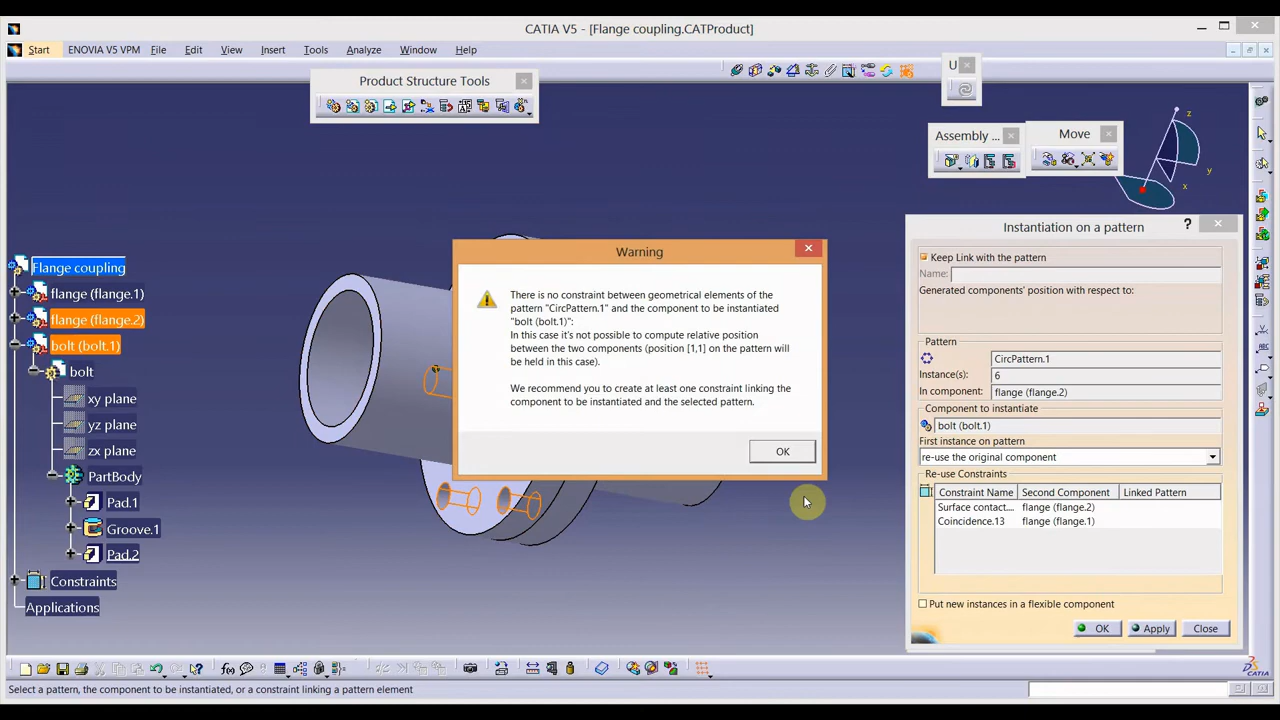 CATIA V5 - [Flange coupling.CATProduct]
Start ENOVIA V5 VPM File Edit View Insert Tools Analyze Window Help
Product Structure Tools
U
Assembly ...
Move
z
y
x
Instantiation on a pattern
?
Keep Link with the pattern
Name:
Generated components' position with respect to:
Pattern
CircPattern.1
Instance(s): 6
In component: flange (flange.2)
Component to instantiate
bolt (bolt.1)
First instance on pattern
re-use the original component
Re-use Constraints
Constraint Name Second Component Linked Pattern
Surface contact.... flange (flange.2)
Coincidence.13 flange (flange.1)
Put new instances in a flexible component
OK Apply Close
Warning
There is no constraint between geometrical elements of the
pattern "CircPattern.1" and the component to be instantiated
"bolt (bolt.1)":
In this case it's not possible to compute relative position
between the two components (position [1,1] on the pattern will
be held in this case).
We recommend you to create at least one constraint linking the
component to be instantiated and the selected pattern.
OK
Flange coupling
flange (flange.1)
flange (flange.2)
bolt (bolt.1)
bolt
xy plane
yz plane
zx plane
PartBody
Pad.1
Groove.1
Pad.2
Constraints
Applications
Select a pattern, the component to be instantiated, or a constraint linking a pattern element